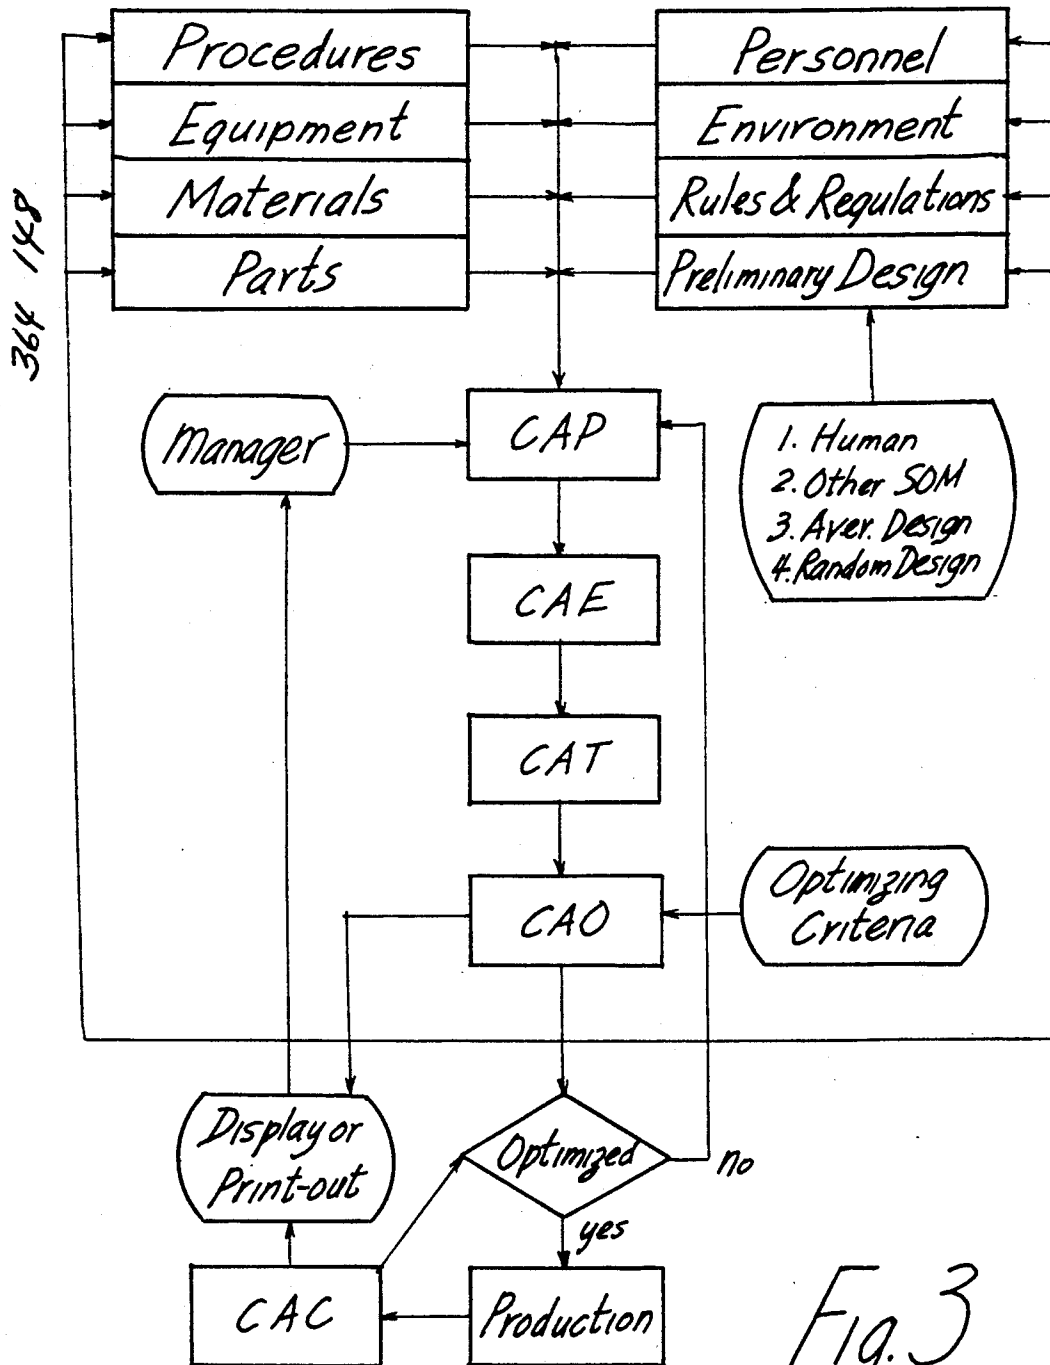 Procedures
Personnel
Equipment
Environment
Materials
Rules & Regulations
Parts
Preliminary Design
364 148
Manager
CAP
1. Human
2. Other SOM
3. Aver. Design
4. Random Design
CAE
CAT
CAO
Optimizing
Criteria
Display or
Print-out
Optimized
no
yes
CAC
Production
Fig. 3